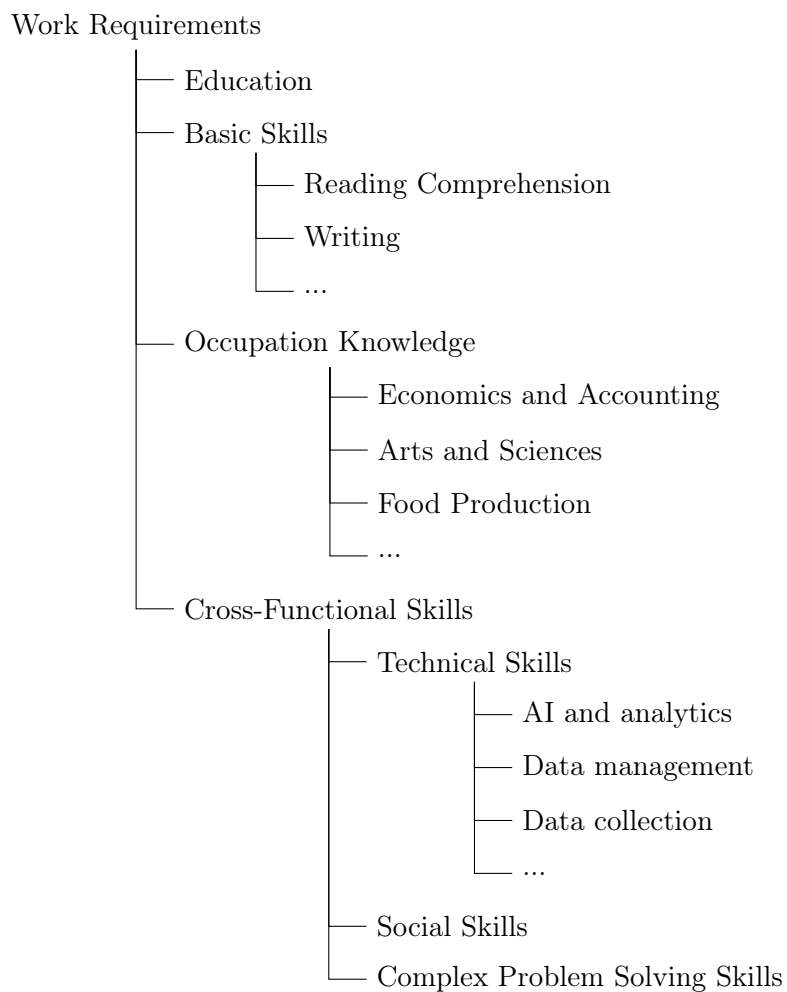 Work Requirements
Education
Basic Skills
Reading Comprehension
Writing
...
Occupation Knowledge
Economics and Accounting
Arts and Sciences
Food Production
...
Cross-Functional Skills
Technical Skills
AI and analytics
Data management
Data collection
...
Social Skills
Complex Problem Solving Skills